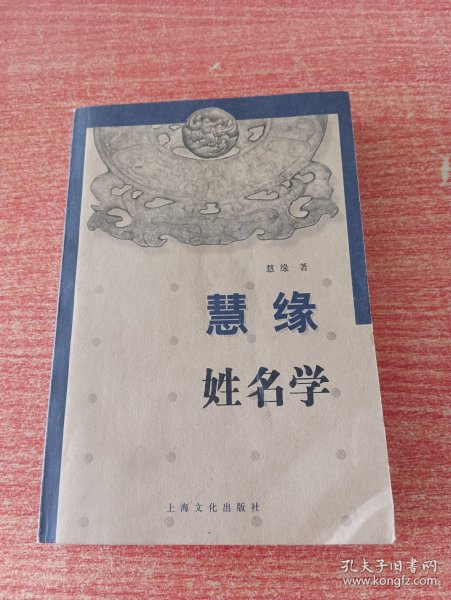 慧缘 著
慧缘
姓名学
上海文化出版社
孔夫子旧书网
www.kongfz.com